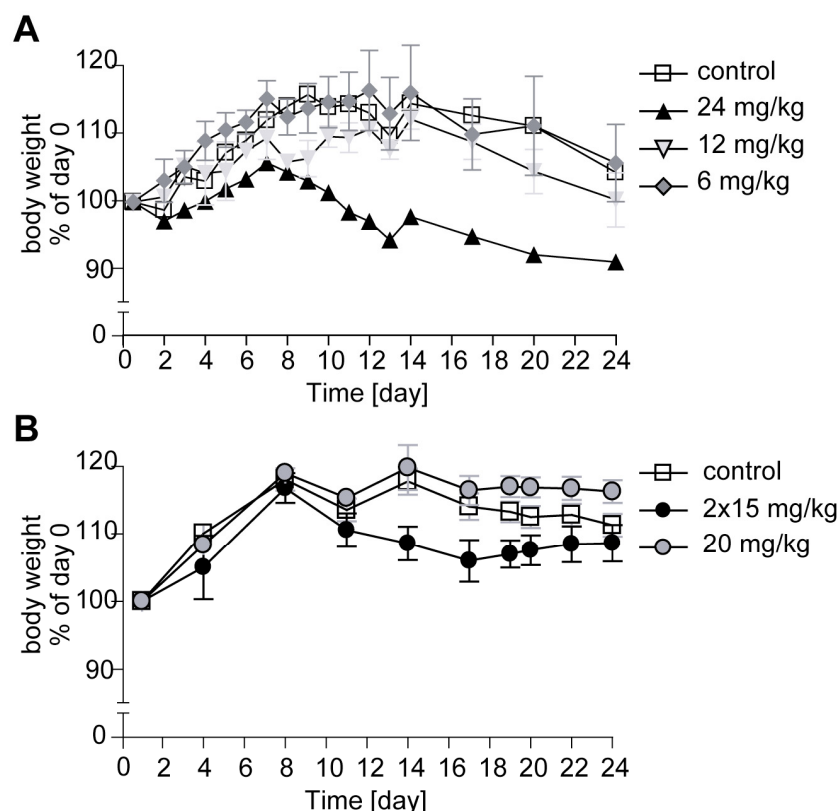 A
120
110
100
90
0
body weight
% of day 0
0 2 4 6 8 10 12 14 16 18 20 22 24
Time [day]
control
24 mg/kg
12 mg/kg
6 mg/kg
B
120
110
100
90
0
body weight
% of day 0
0 2 4 8 10 12 14 16 18 20 22 24
Time [day]
control
2x15 mg/kg
20 mg/kg